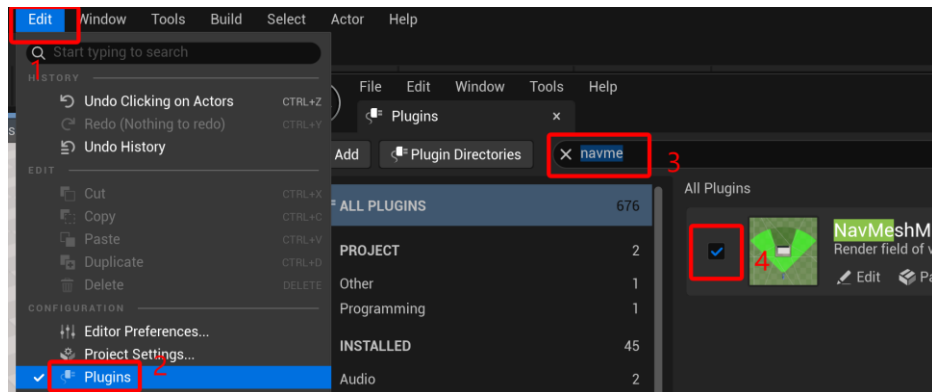 Edit Window Tools Build Select Actor Help
Start typing to search
1
HISTORY
Undo Clicking on Actors CTRL+Z
Redo (Nothing to redo) CTRL+Y
Undo History
EDIT
Cut CTRL+X
Copy CTRL+C
Paste CTRL+V
Duplicate CTRL+D
Delete DELETE
CONFIGURATION
Editor Preferences...
Project Settings...
Plugins 2
File Edit Window Tools Help
Plugins ×
Add Plugin Directories navme 3
ALL PLUGINS 676
PROJECT 2
Other 1
Programming 1
INSTALLED 45
Audio 2
All Plugins
4
NavMeshM
Render field of v
Edit Pa